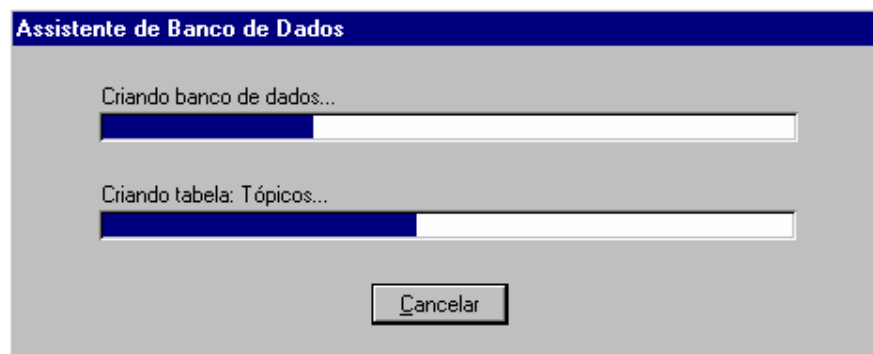 Assistente de Banco de Dados
Criando banco de dados...
Criando tabela: Tópicos...
Cancelar